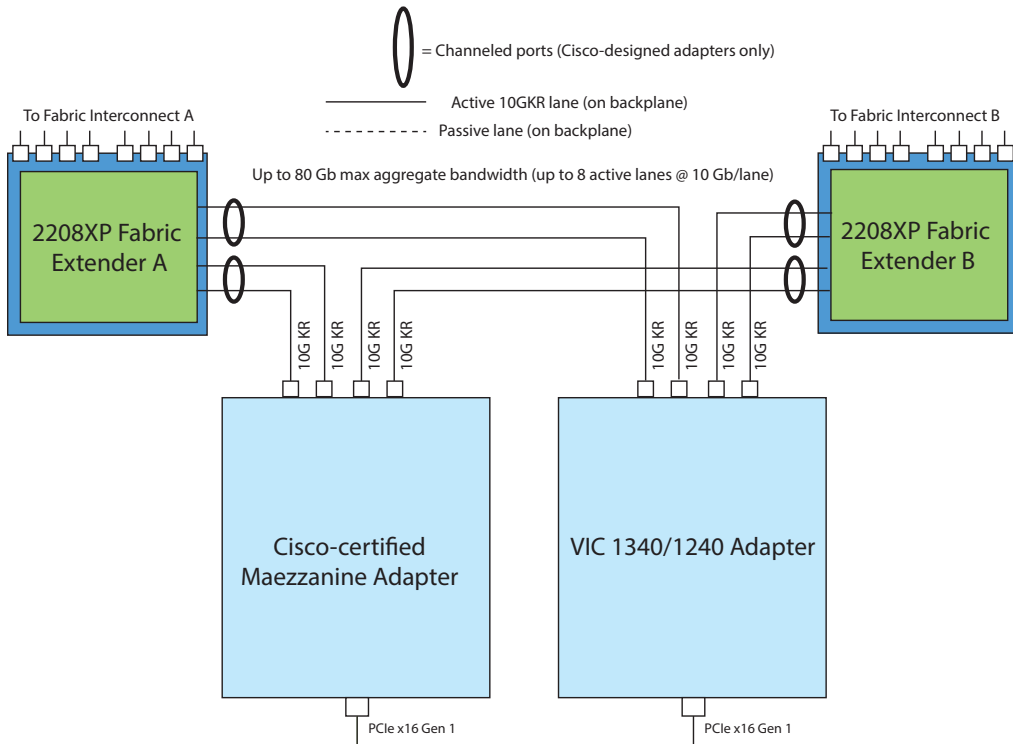 = Channeled ports (Cisco-designed adapters only)
Active 10GKR lane (on backplane)
Passive lane (on backplane)
To Fabric Interconnect A
To Fabric Interconnect B
Up to 80 Gb max aggregate bandwidth (up to 8 active lanes @ 10 Gb/lane)
2208XP Fabric
Extender A
2208XP Fabric
Extender B
10G KR
10G KR
10G KR
10G KR
10G KR
10G KR
10G KR
10G KR
Cisco-certified
Maezzanine Adapter
VIC 1340/1240 Adapter
PCIe x16 Gen 1
PCIe x16 Gen 1